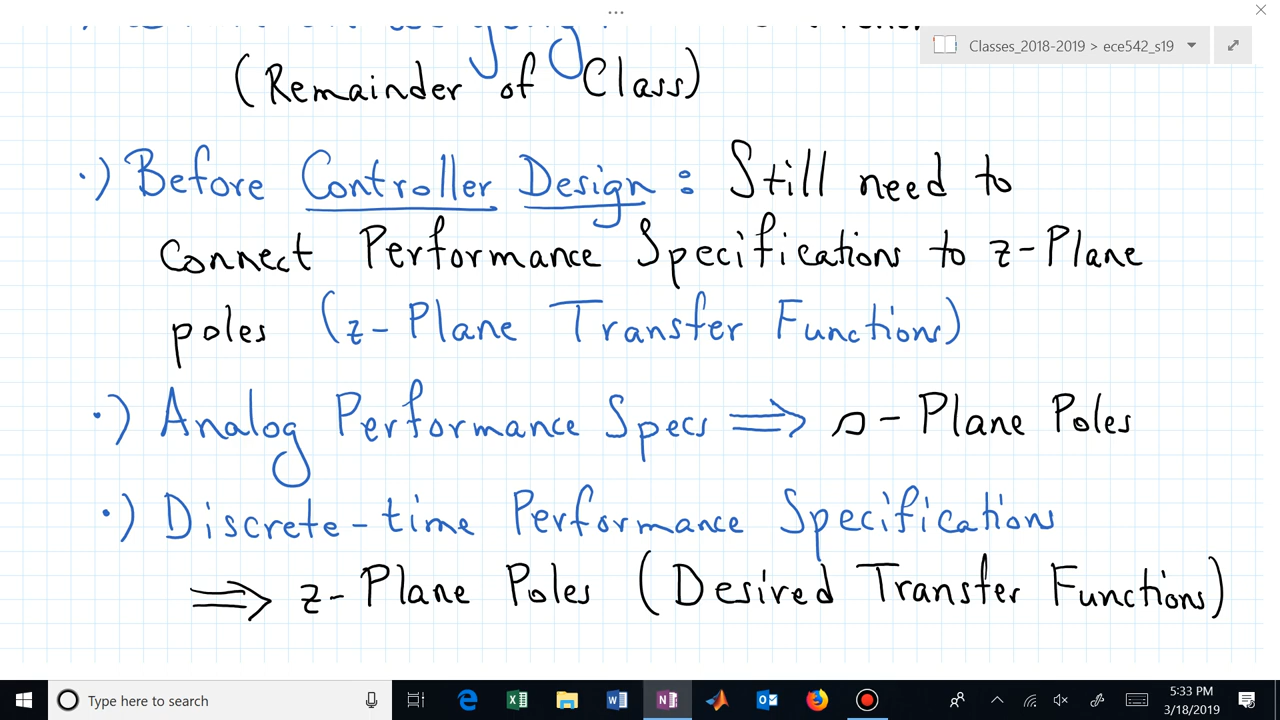 Classes_2018-2019 > ece542_s19
(Remainder of Class)
·) Before Controller Design : Still need to
connect Performance Specifications to z-Plane
poles (z-Plane Transfer Functions)
·) Analog Performance Specs ⟹ s-Plane Poles
·) Discrete-time Performance Specifications
⟹ z-Plane Poles (Desired Transfer Functions)
Type here to search
5:33 PM
3/18/2019